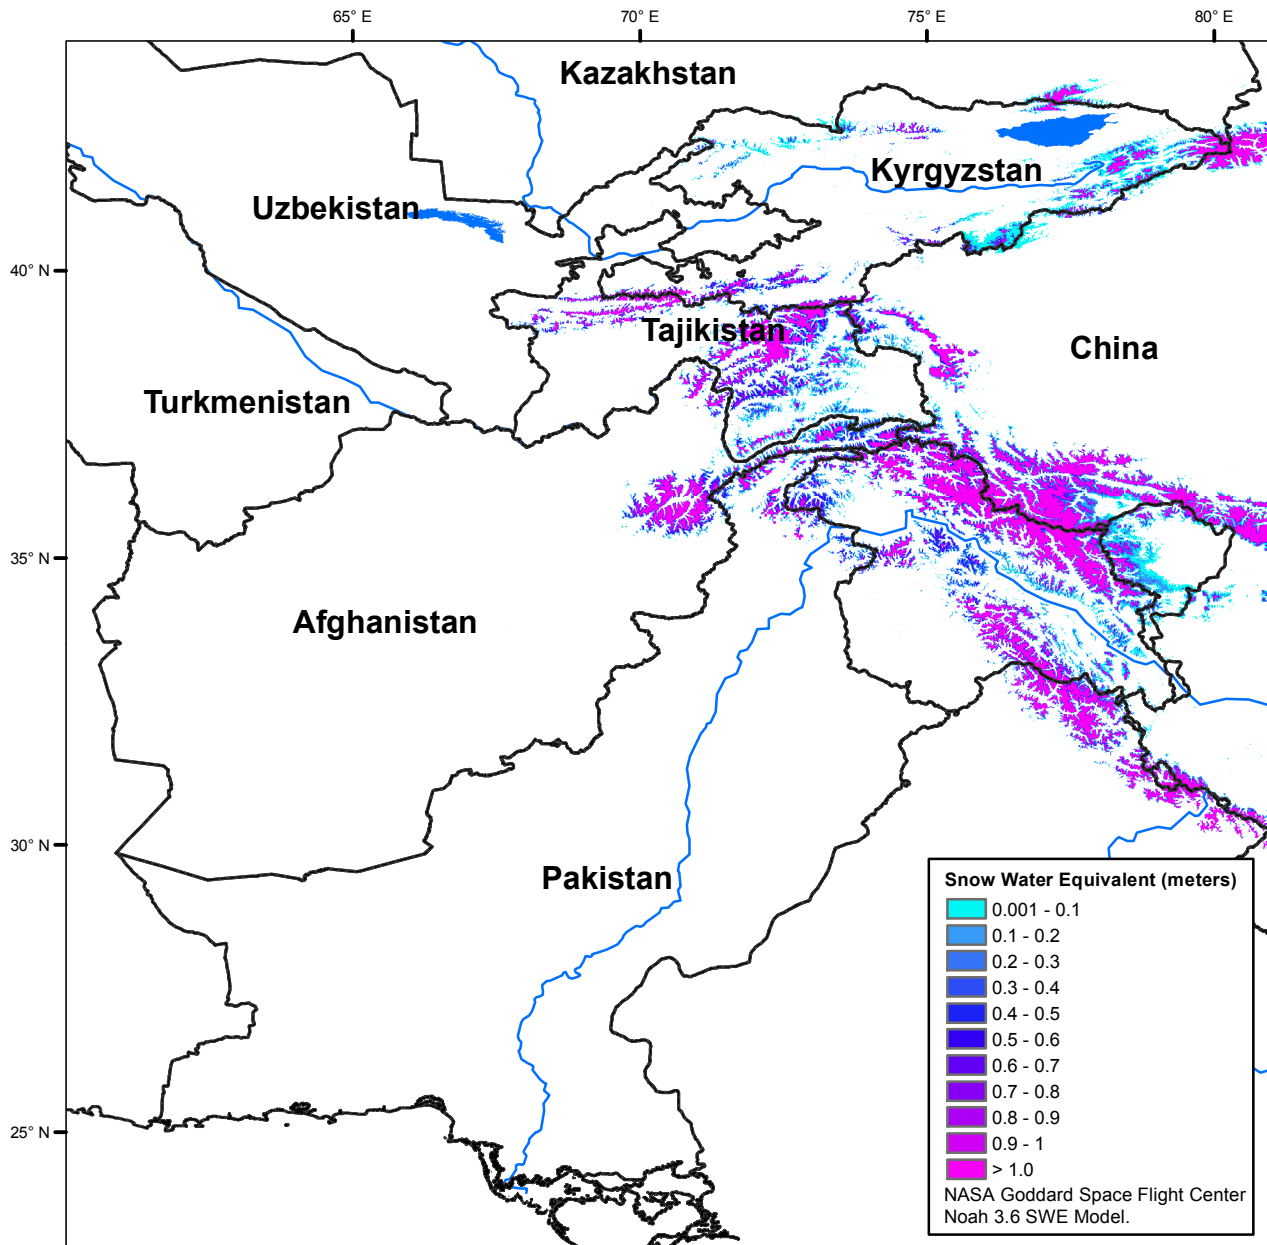 65° E
70° E
75° E
80° E
Kazakhstan
Kyrgyzstan
Uzbekistan
40° N
Tajikistan
China
Turkmenistan
35° N
Afghanistan
30° N
Pakistan
Snow Water Equivalent (meters)
0.001 - 0.1
0.1 - 0.2
0.2 - 0.3
0.3 - 0.4
0.4 - 0.5
0.5 - 0.6
0.6 - 0.7
0.7 - 0.8
0.8 - 0.9
0.9 - 1
> 1.0
NASA Goddard Space Flight Center
Noah 3.6 SWE Model.
25° N